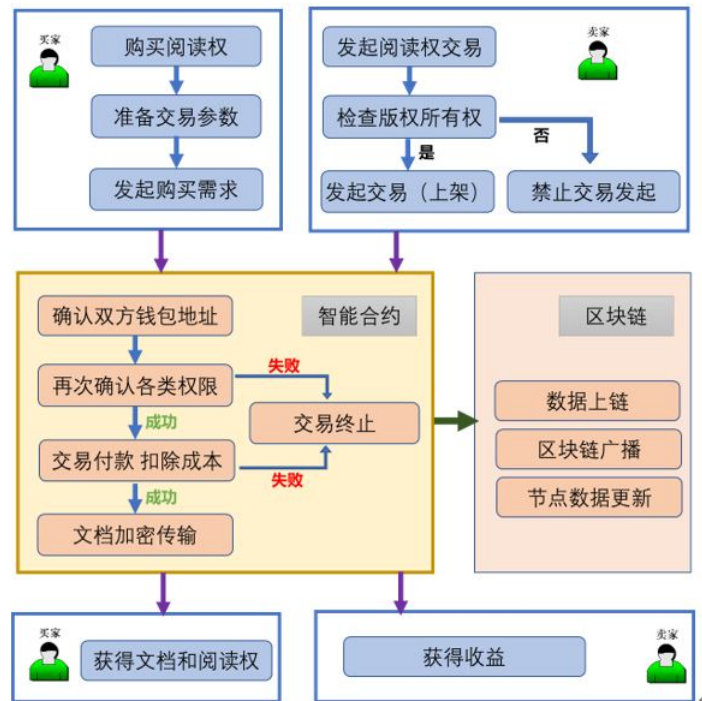 买家
购买阅读权
准备交易参数
发起购买需求
卖家
发起阅读权交易
检查版权所有权
是
否
发起交易（上架）
禁止交易发起
智能合约
确认双方钱包地址
再次确认各类权限
失败
成功
交易终止
交易付款 扣除成本
失败
成功
文档加密传输
区块链
数据上链
区块链广播
节点数据更新
买家
获得文档和阅读权
获得收益
卖家